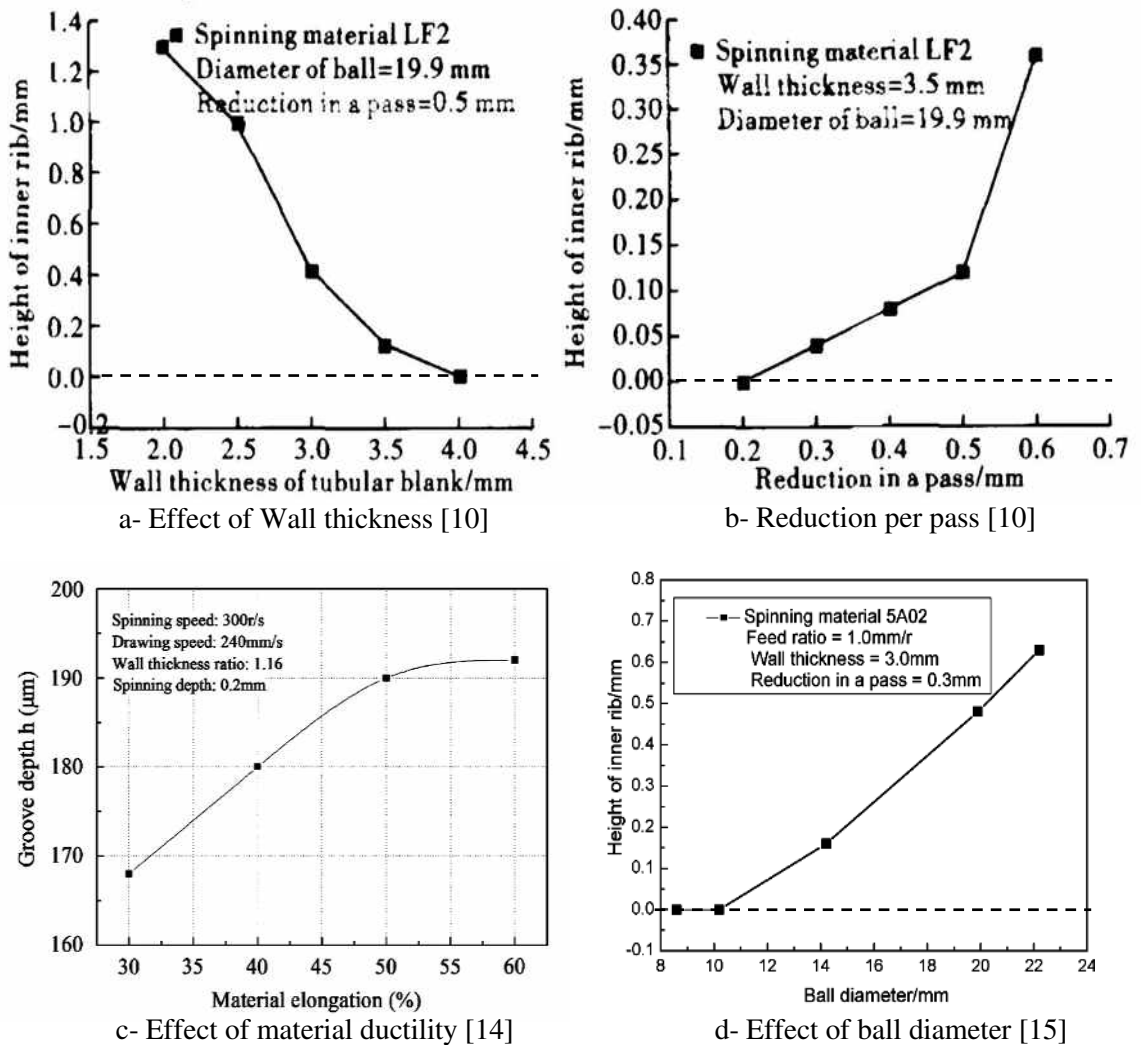 Spinning material LF2
Diameter of ball=19.9 mm
Reduction in a pass=0.5 mm
Height of inner rib/mm
1.4
1.2
1.0
0.8
0.6
0.4
0.2
0.0
-0.2
1.5 2.0 2.5 3.0 3.5 4.0 4.5
Wall thickness of tubular blank/mm
a- Effect of Wall thickness [10]
Spinning material LF2
Wall thickness=3.5 mm
Diameter of ball=19.9 mm
Height of inner rib/mm
0.40
0.35
0.30
0.25
0.20
0.15
0.10
0.05
0.00
-0.05
0.1 0.2 0.3 0.4 0.5 0.6 0.7
Reduction in a pass/mm
b- Reduction per pass [10]
Spinning speed: 300r/s
Drawing speed: 240mm/s
Wall thickness ratio: 1.16
Spinning depth: 0.2mm
Groove depth h (μm)
200
190
180
170
160
30 35 40 45 50 55 60
Material elongation (%)
c- Effect of material ductility [14]
Spinning material 5A02
Feed ratio = 1.0mm/r
Wall thickness = 3.0mm
Reduction in a pass = 0.3mm
Height of inner rib/mm
0.8
0.7
0.6
0.5
0.4
0.3
0.2
0.1
0.0
-0.1
8 10 12 14 16 18 20 22 24
Ball diameter/mm
d- Effect of ball diameter [15]